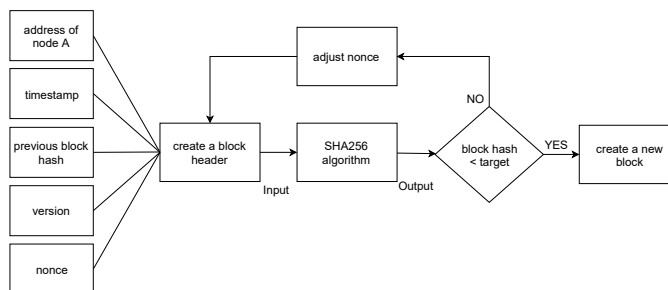 address of
node A
timestamp
previous block
hash
version
nonce
create a block
header
Input
adjust nonce
SHA256
algorithm
Output
NO
block hash
< target
YES
create a new
block